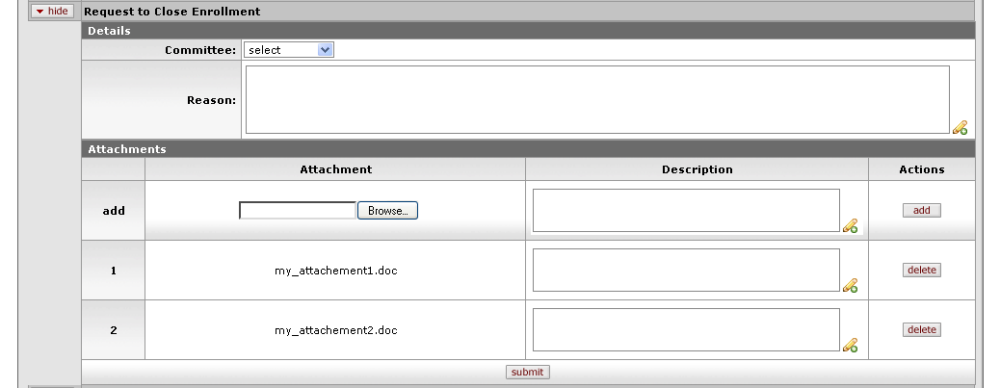 hide Request to Close Enrollment
Details
Committee: select
Reason:
Attachments
Attachment Description Actions
add Browse... add
1 my_attachement1.doc delete
2 my_attachement2.doc delete
submit